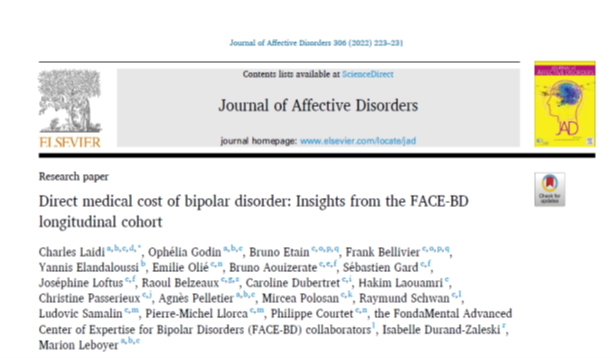 Journal of Affective Disorders 306 (2022) 223–231
Contents lists available at ScienceDirect
Journal of Affective Disorders
journal homepage: www.elsevier.com/locate/jad
ELSEVIER
JAD
Check for
updates
Research paper
Direct medical cost of bipolar disorder: Insights from the FACE-BD
longitudinal cohort
Charles Laidi a,b,c,d,*, Ophélia Godin a,b,c, Bruno Etain c,o,p,q, Frank Bellivier c,o,p,q,
Yannis Elandaloussi b, Emilie Olié c,n, Bruno Aouizerate c,e,f, Sébastien Gard c,f,
Joséphine Loftus c,f, Raoul Belzeaux c,g,s, Caroline Dubertret c,i, Hakim Laouamri c,
Christine Passerieux c,j, Agnès Pelletier a,b,c, Mircea Polosan c,k, Raymund Schwan c,l,
Ludovic Samalin c,m, Pierre-Michel Llorca c,m, Philippe Courtet c,n, the FondaMental Advanced
Center of Expertise for Bipolar Disorders (FACE-BD) collaborators 1, Isabelle Durand-Zaleski r,
Marion Leboyer a,b,c